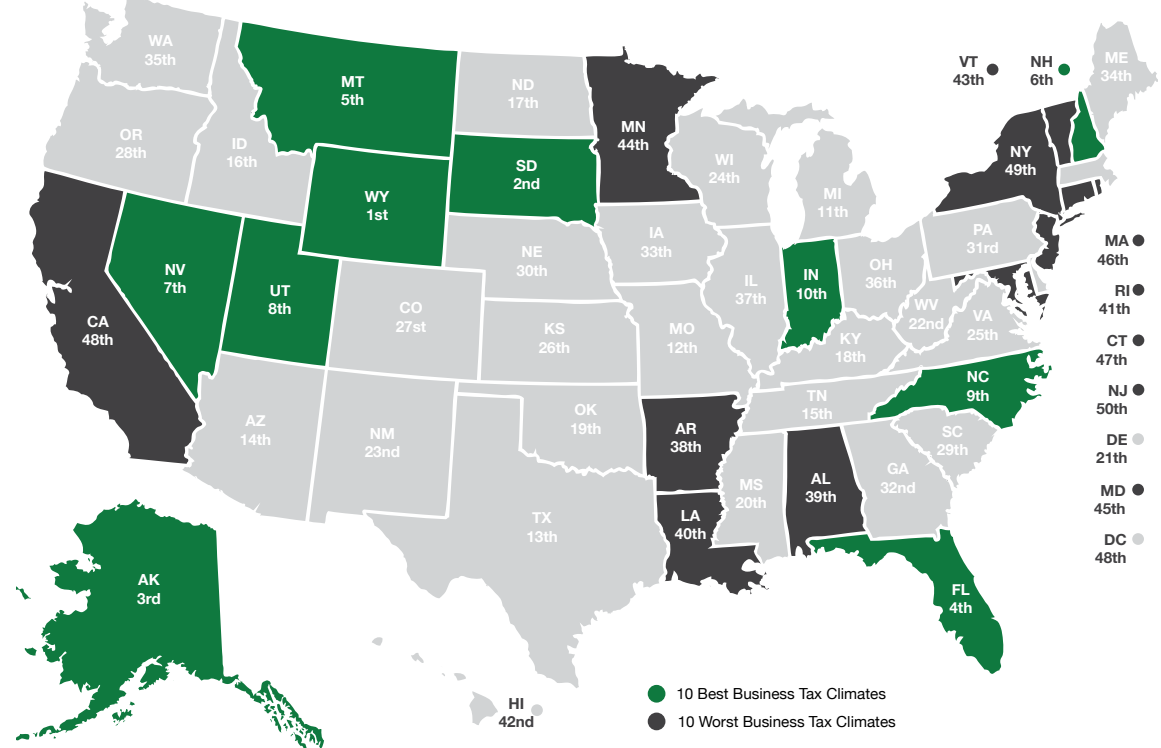 WA
35th
MT
5th
ND
17th
MN
44th
VT
43th
NH
6th
ME
34th
OR
28th
ID
16th
SD
2nd
WI
24th
NY
49th
WY
1st
MI
11th
NV
7th
UT
8th
NE
30th
IA
33th
PA
31rd
MA
46th
CA
48th
CO
27st
KS
26th
MO
12th
IL
37th
IN
10th
OH
36th
WV
22nd
VA
25th
RI
41th
KY
18th
CT
47th
AZ
14th
NM
23nd
OK
19th
AR
38th
TN
15th
NC
9th
NJ
50th
SC
29th
DE
21th
TX
13th
LA
40th
MS
20th
AL
39th
GA
32nd
MD
45th
DC
48th
AK
3rd
FL
4th
HI
42nd
10 Best Business Tax Climates
10 Worst Business Tax Climates